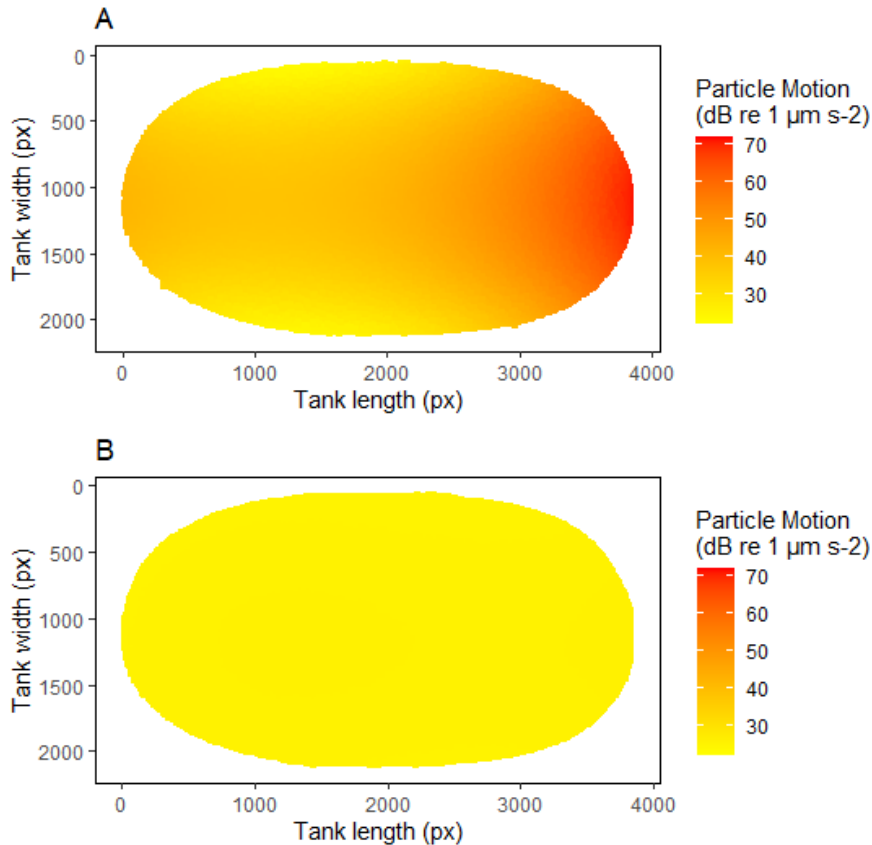 A
0
500
1000
1500
2000
Tank width (px)
0 1000 2000 3000 4000
Tank length (px)
Particle Motion
(dB re 1 µm s-2)
70
60
50
40
30
B
0
500
1000
1500
2000
Tank width (px)
0 1000 2000 3000 4000
Tank length (px)
Particle Motion
(dB re 1 µm s-2)
70
60
50
40
30